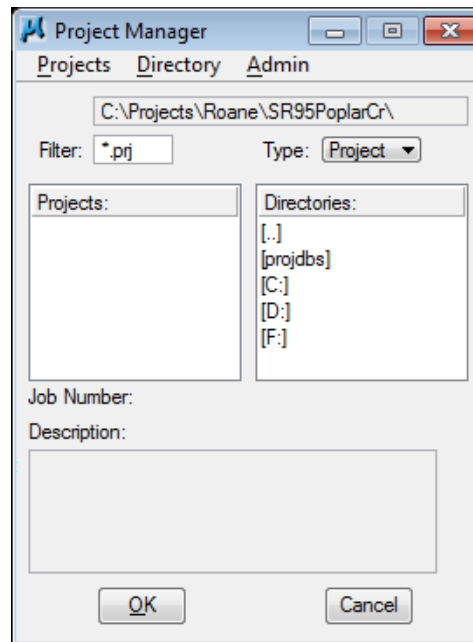 Project Manager
Projects Directory Admin
C:\Projects\Roane\SR95PoplarCr\
Filter: *.prj Type: Project
Projects: Directories:
[..]
[projdbs]
[C:]
[D:]
[F:]
Job Number:
Description:
OK Cancel